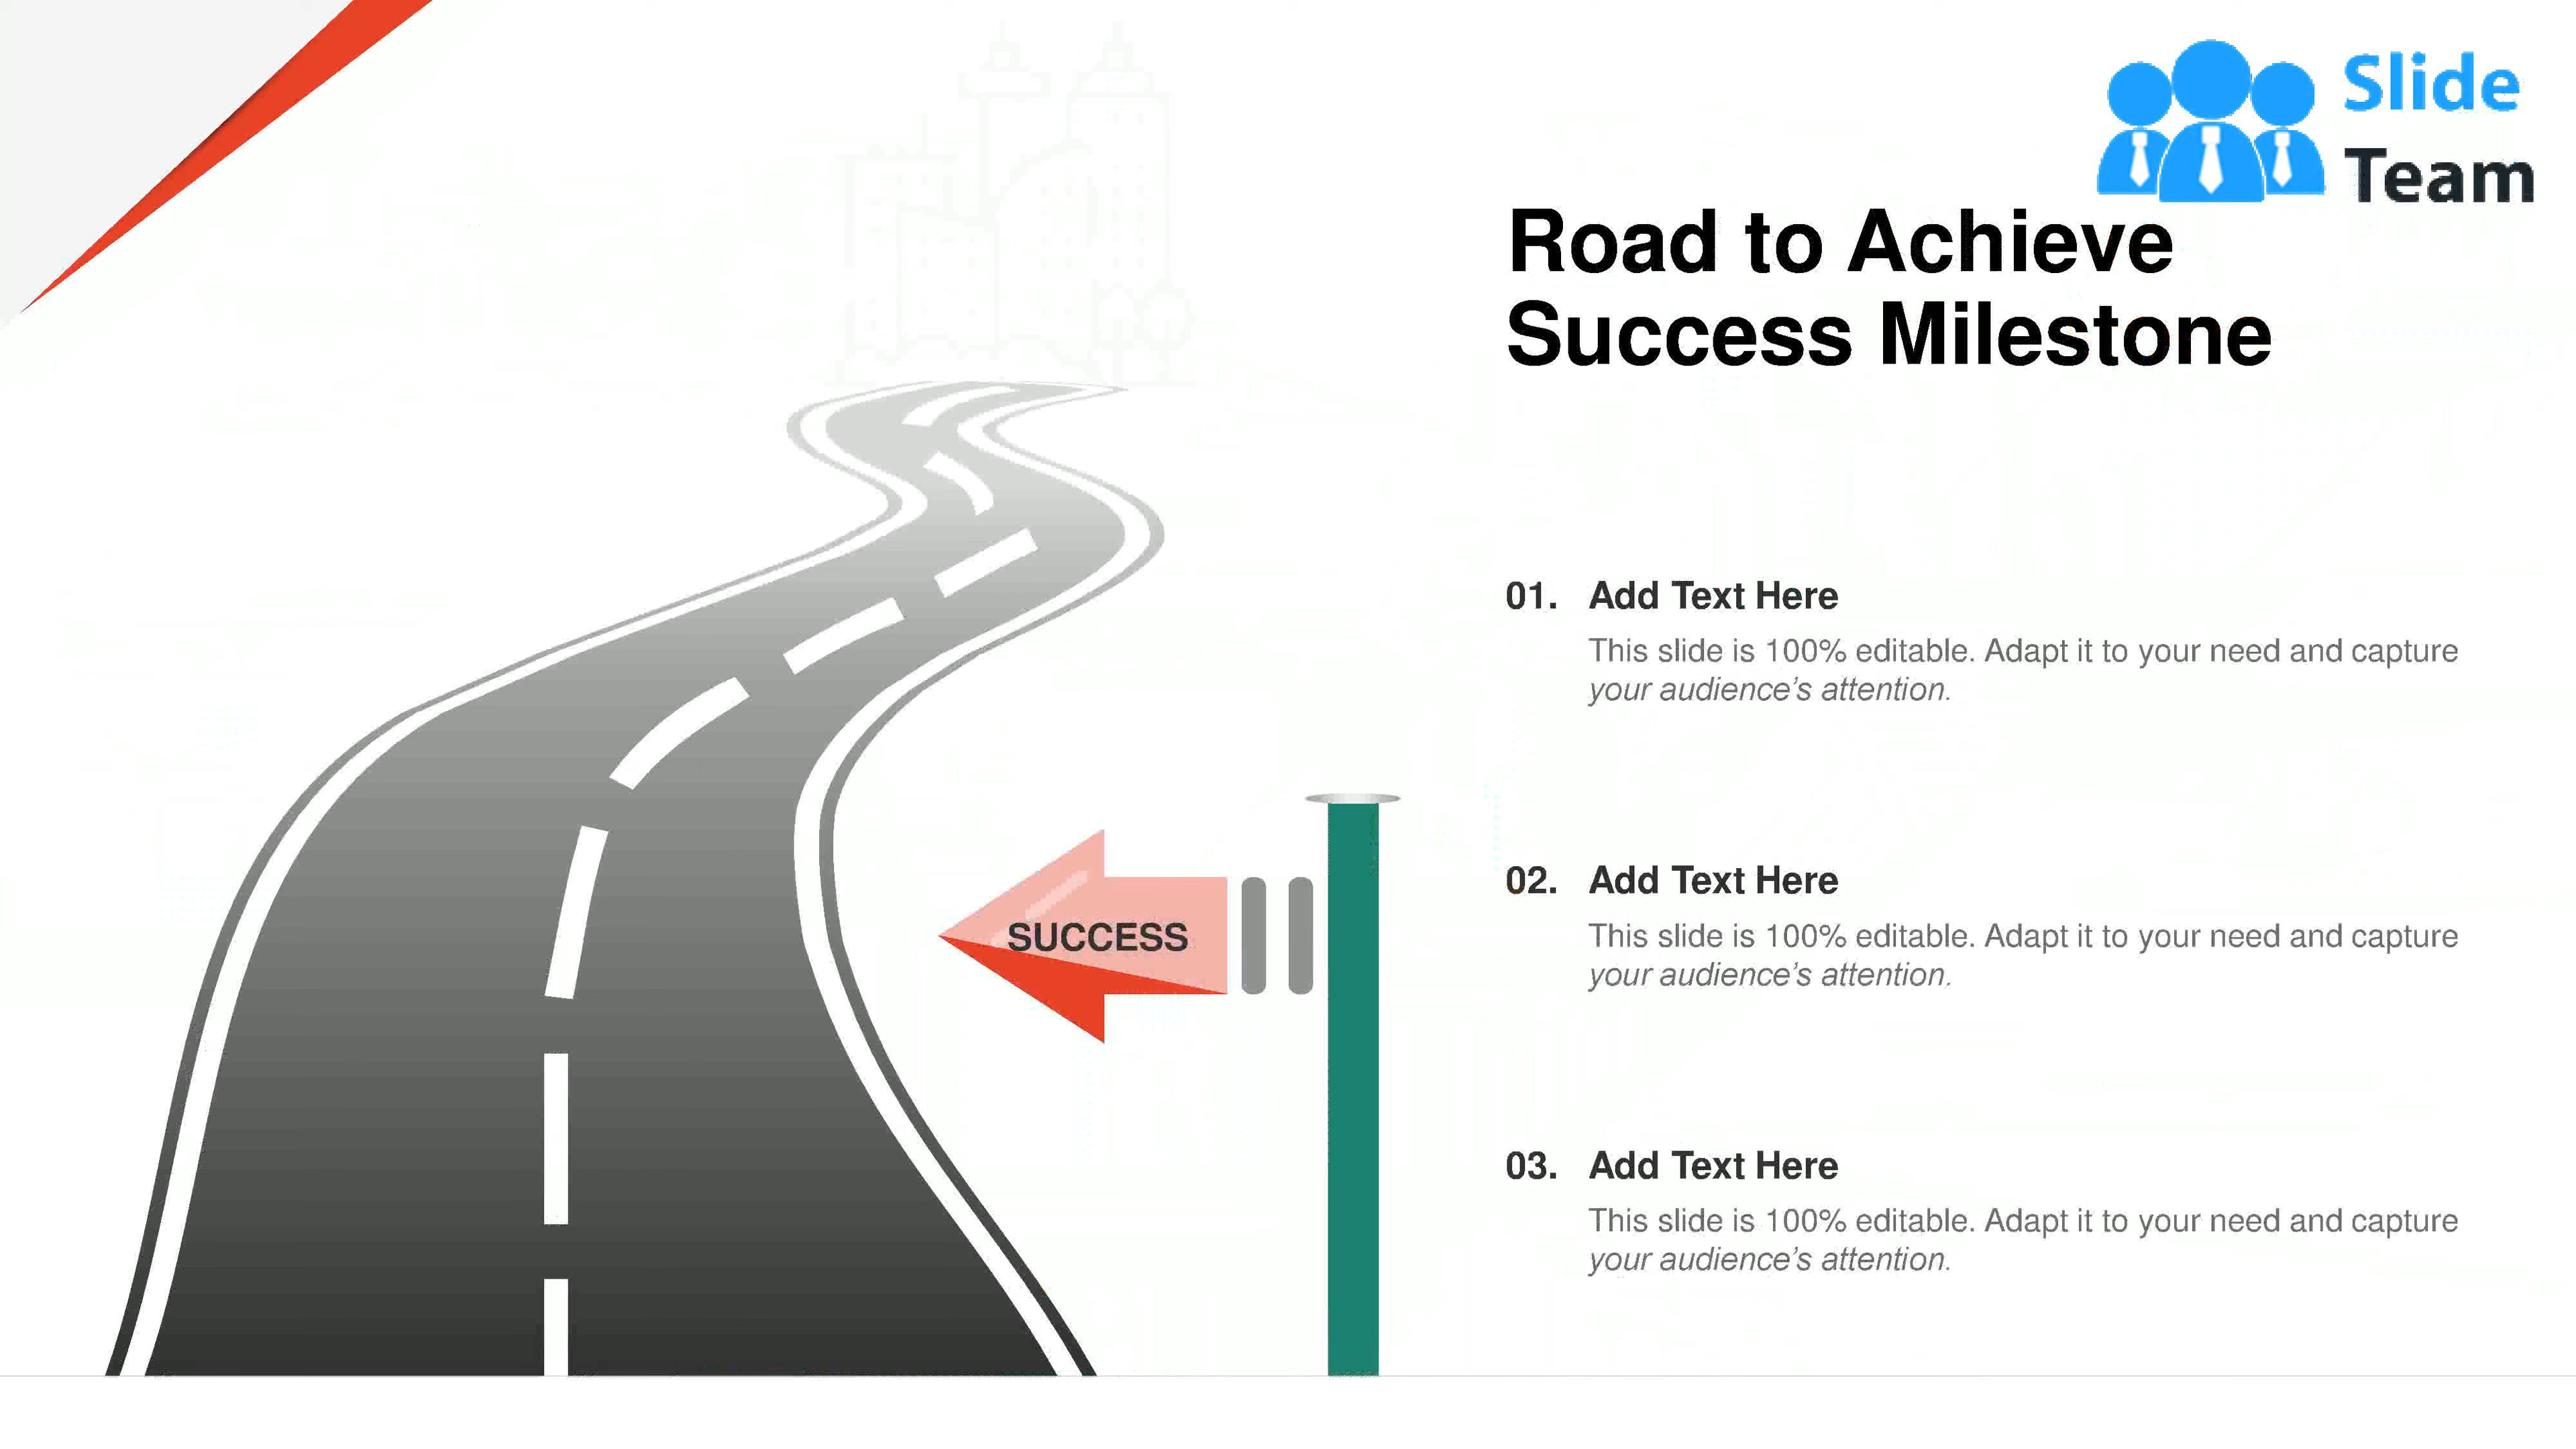 Slide
Team
Road to Achieve
Success Milestone
01. Add Text Here
This slide is 100% editable. Adapt it to your need and capture
your audience's attention.
SUCCESS
02. Add Text Here
This slide is 100% editable. Adapt it to your need and capture
your audience's attention.
03. Add Text Here
This slide is 100% editable. Adapt it to your need and capture
your audience's attention.